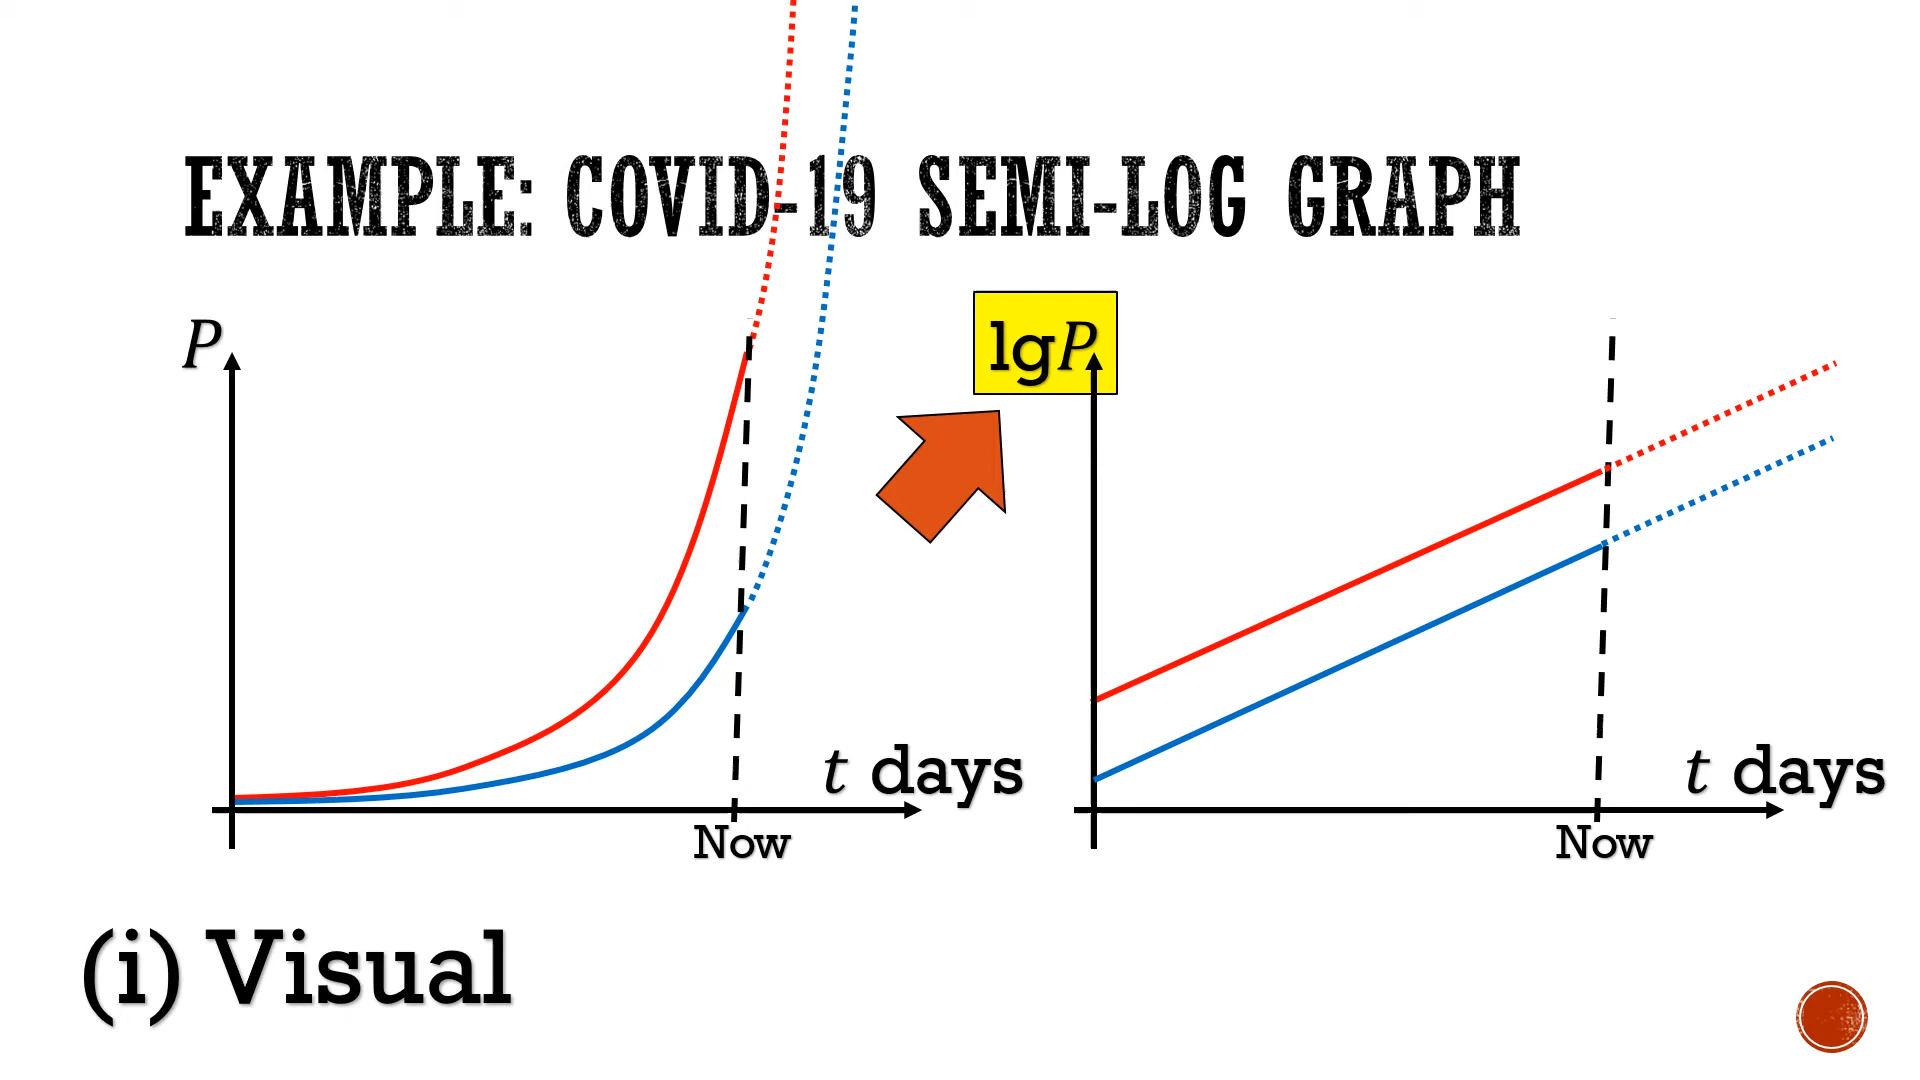 EXAMPLE: COVID-19 SEMI-LOG GRAPH
P
lgP
t days
t days
Now
Now
(i) Visual